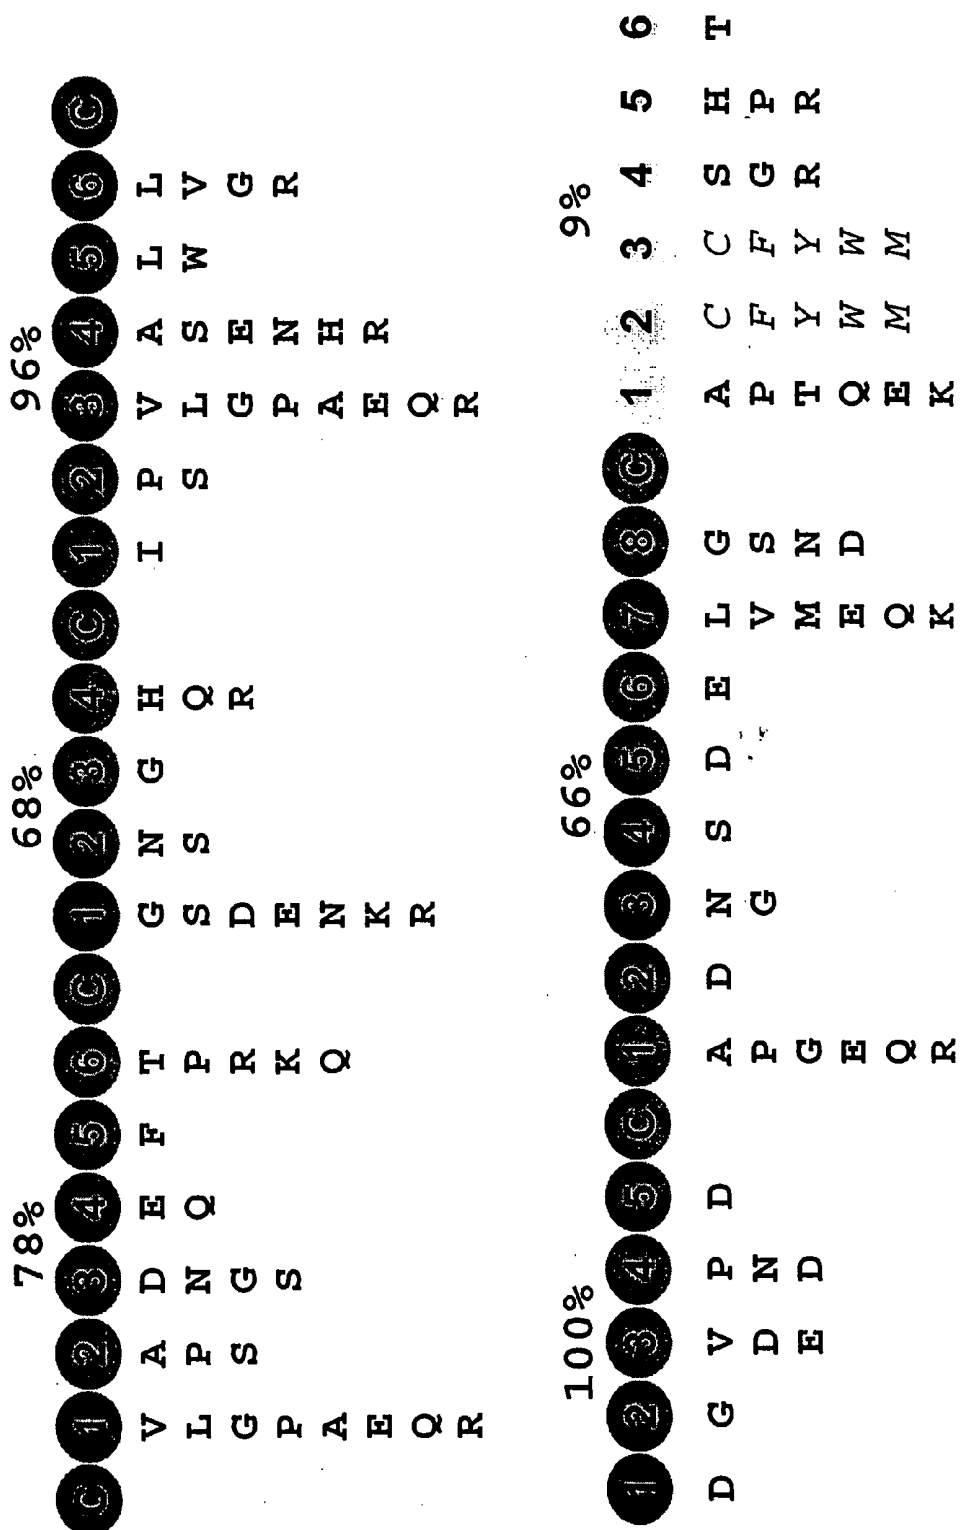 78% 68% 96%
C 1 2 3 4 5 6 C 1 2 3 4 C 1 2 3 4 5 6 C
V A D E F T G N G H I P V A L L
L P N Q P S S Q S L S W V
G S G R D R G E G
P S K E P N R
A Q N A H
E K E R
Q R Q
R R
100% 66% 9%
1 2 3 4 5 C 1 2 3 4 5 6 7 8 C 1 2 3 4 5 6
D G V P D A D N S D E L G A C C S H T
D N P G V S P F F G P
E D G M N T Y Y R R
E E D Q W W
Q Q E M M
R K K